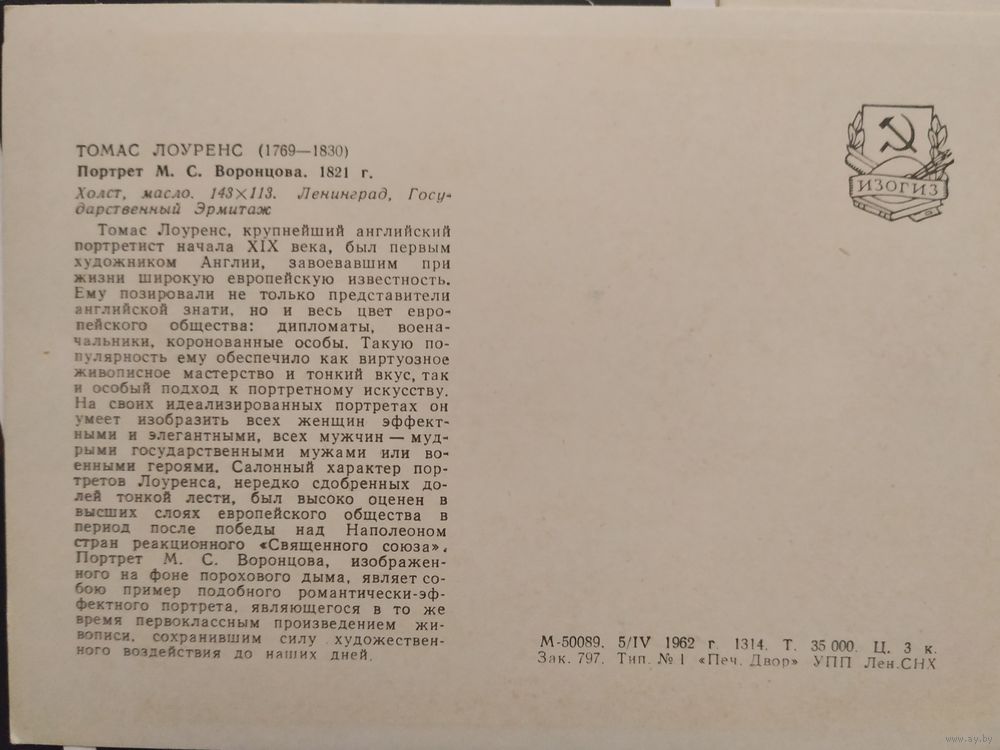 ТОМАС ЛОУРЕНС (1769—1830)
Портрет М. С. Воронцова. 1821 г.
Холст, масло. 143×113. Ленинград, Госу-
дарственный Эрмитаж
Томас Лоуренс, крупнейший английский
портретист начала XIX века, был первым
художником Англии, завоевавшим при
жизни широкую европейскую известность.
Ему позировали не только представители
английской знати, но и весь цвет евро-
пейского общества: дипломаты, военa-
чальники, коронованные особы. Такую по-
пулярность ему обеспечило как виртуозное
живописное мастерство и тонкий вкус, так
и особый подход к портретному искусству.
На своих идеализированных портретах он
умеет изобразить всех женщин эффект-
ными и элегантными, всех мужчин — муд-
рыми государственными мужами или во-
енными героями. Салонный характер пор-
третов Лоуренса, нередко сдобренных до-
лей тонкой лести, был высоко оценен в
высших слоях европейского общества в
период после победы над Наполеоном
стран реакционного «Священного союза».
Портрет М. С. Воронцова, изображен-
ного на фоне порохового дыма, являет со-
бою пример подобного романтически-эф-
фектного портрета, являющегося в то же
время первоклассным произведением жи-
вописи, сохранившим силу художествен-
ного воздействия до наших дней.
ИЗОГИЗ
М-50089. 5/IV 1962 г. 1314. Т. 35 000. Ц. 3 к.
Зак. 797. Тип. № 1 «Печ. Двор» УПП Лен.СНХ
www.ay.by